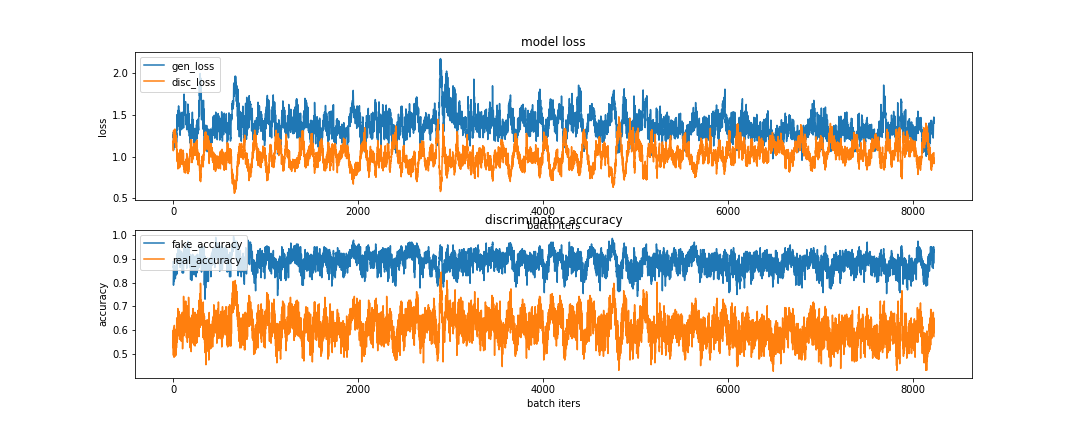 model loss
gen_loss
disc_loss
loss
2.0
1.5
1.0
0.5
0 2000 4000 6000 8000
batch iters
discriminator accuracy
fake_accuracy
real_accuracy
accuracy
1.0
0.9
0.8
0.7
0.6
0.5
0 2000 4000 6000 8000
batch iters